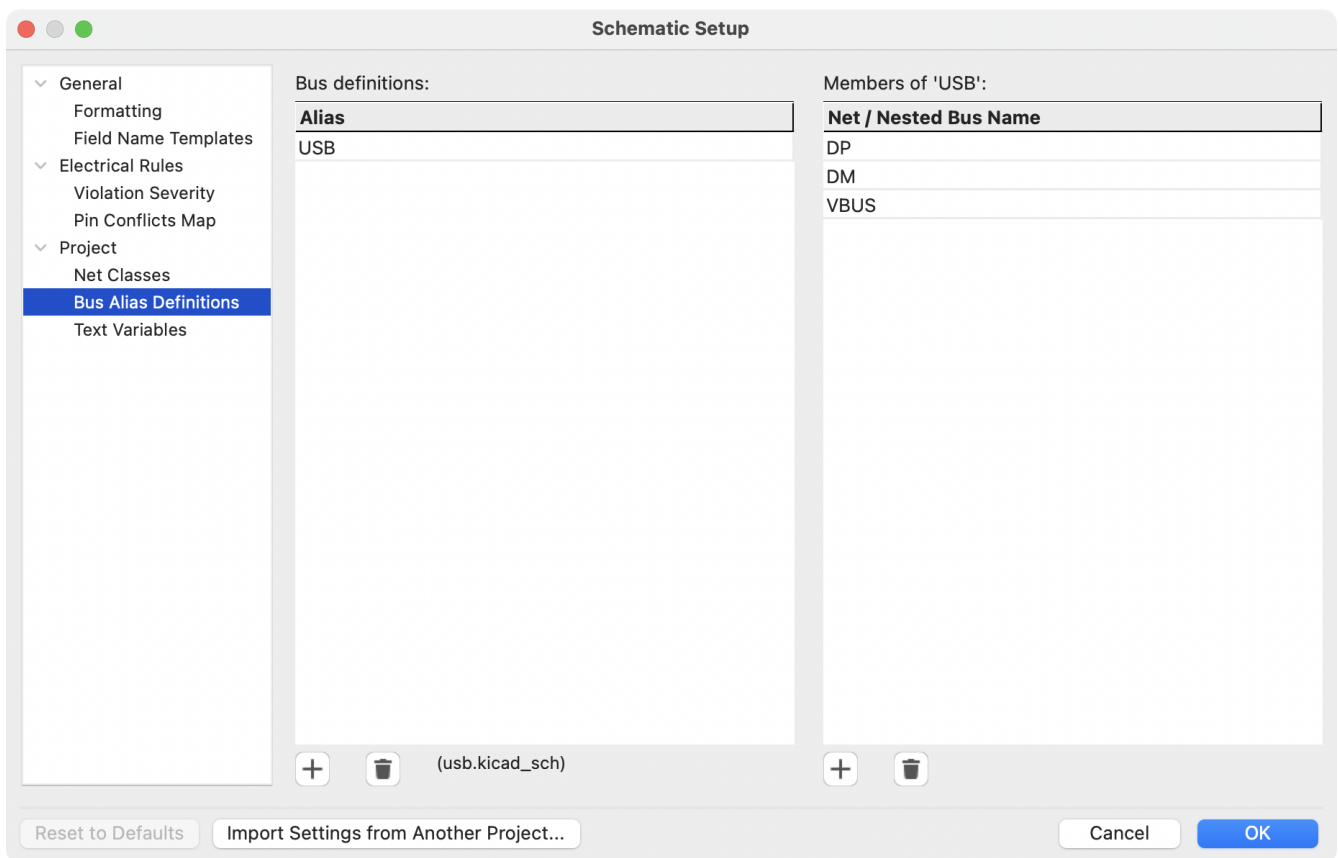 Schematic Setup
General
Formatting
Field Name Templates
Electrical Rules
Violation Severity
Pin Conflicts Map
Project
Net Classes
Bus Alias Definitions
Text Variables
Bus definitions:
Alias
USB
(usb.kicad_sch)
Members of 'USB':
Net / Nested Bus Name
DP
DM
VBUS
Reset to Defaults
Import Settings from Another Project...
Cancel
OK